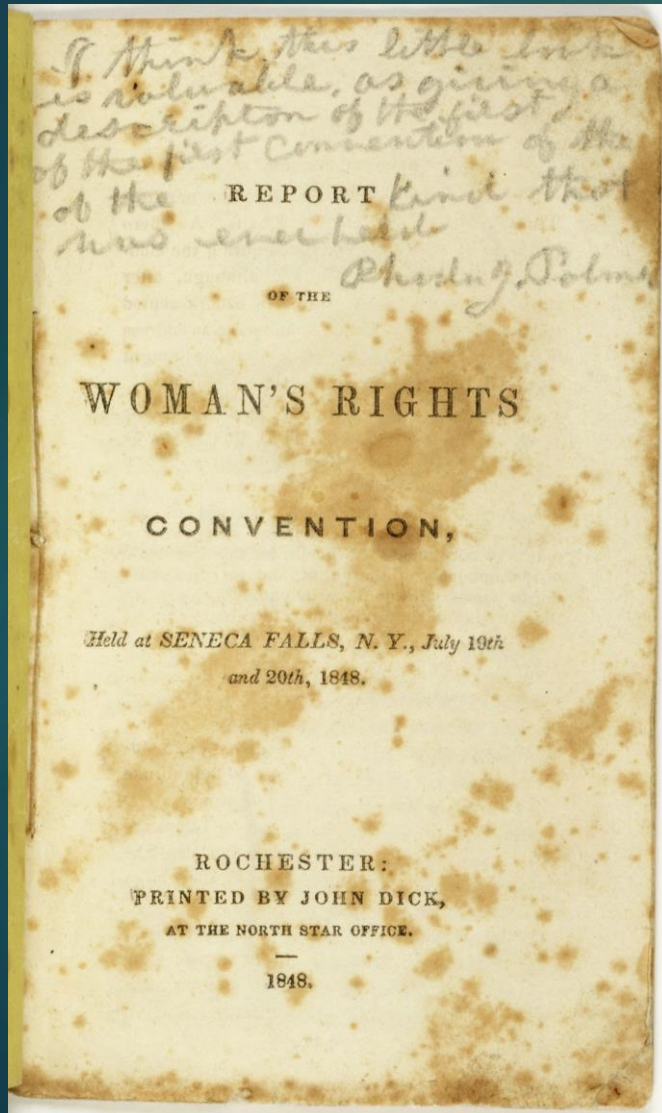 I think this little book
is valuable, as giving a
description of the first
of the first convention of the
of the kind that
was ever held
Rhoda J. Palmer
REPORT
OF THE
WOMAN'S RIGHTS
CONVENTION,
Held at SENECA FALLS, N. Y., July 19th
and 20th, 1848.
ROCHESTER:
PRINTED BY JOHN DICK,
AT THE NORTH STAR OFFICE.
1848.